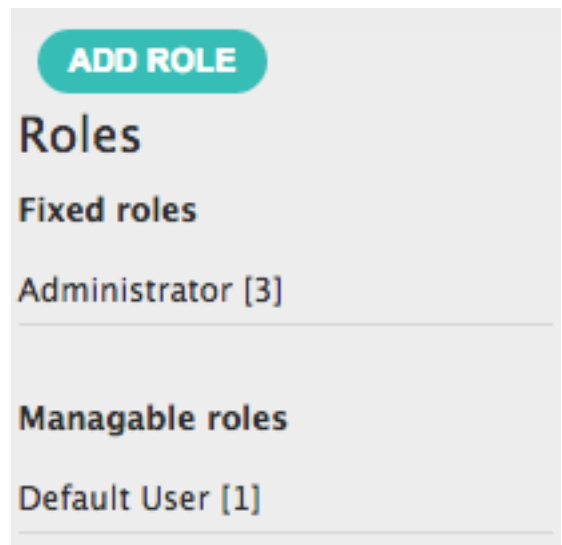 ADD ROLE
Roles
Fixed roles
Administrator [3]
Managable roles
Default User [1]